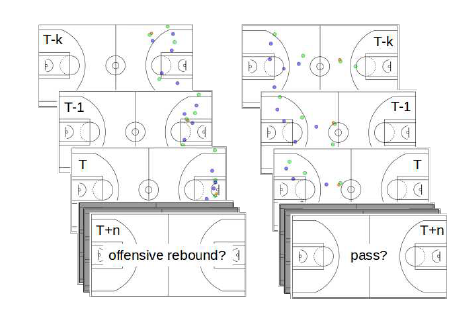 T-k
T-1
T
T+n
offensive rebound?
T-k
T-1
T
T+n
pass?